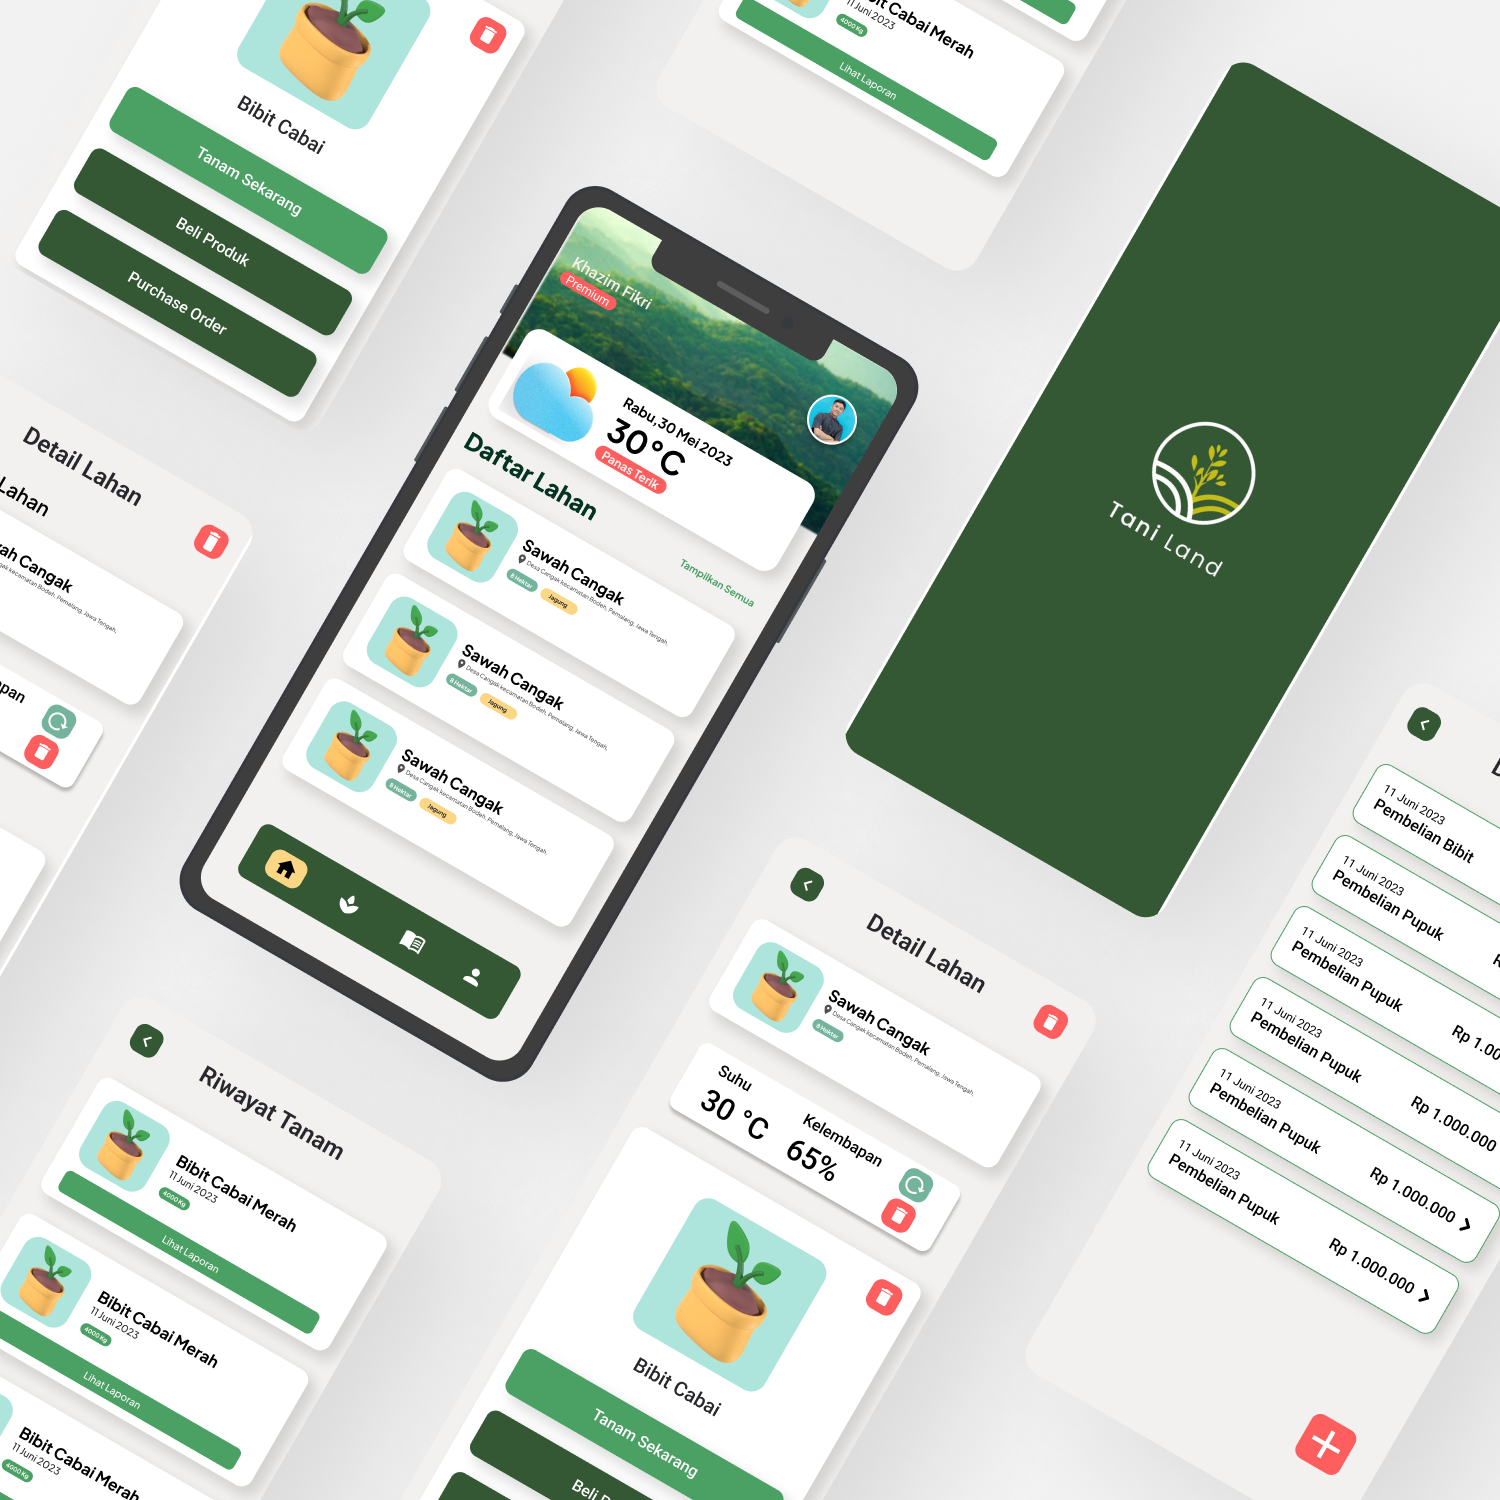 Bibit Cabai
Tanam Sekarang
Beli Produk
Purchase Order
Cabai Merah
11 Juni 2023
4000 Kg
Lihat Laporan
Detail Lahan
Lahan
Cangak
Bodeh, Pemalang, Jawa Tengah,
Khazim Fikri
Premium
Rabu,30 Mei 2023
30°C
Panas Terik
Daftar Lahan
Tampilkan Semua
Sawah Cangak
Desa Cangak kecamatan Bodeh, Pemalang, Jawa Tengah,
8 Hektar
Jagung
Sawah Cangak
Desa Cangak kecamatan Bodeh, Pemalang, Jawa Tengah,
8 Hektar
Jagung
Sawah Cangak
Desa Cangak kecamatan Bodeh, Pemalang, Jawa Tengah,
8 Hektar
Jagung
Tani Land
Riwayat Tanam
Bibit Cabai Merah
11 Juni 2023
4000 Kg
Lihat Laporan
Bibit Cabai Merah
11 Juni 2023
4000 Kg
Lihat Laporan
Bibit Cabai Merah
11 Juni 2023
4000 Kg
Detail Lahan
Sawah Cangak
Desa Cangak kecamatan Bodeh, Pemalang, Jawa Tengah,
8 Hektar
Suhu
30 °C
Kelembapan
65%
Bibit Cabai
Tanam Sekarang
Beli
11 Juni 2023
Pembelian Bibit
11 Juni 2023
Pembelian Pupuk
11 Juni 2023
Pembelian Pupuk
Rp 1.00
11 Juni 2023
Pembelian Pupuk
Rp 1.000.000
11 Juni 2023
Pembelian Pupuk
Rp 1.000.000
11 Juni 2023
Pembelian Pupuk
Rp 1.000.000